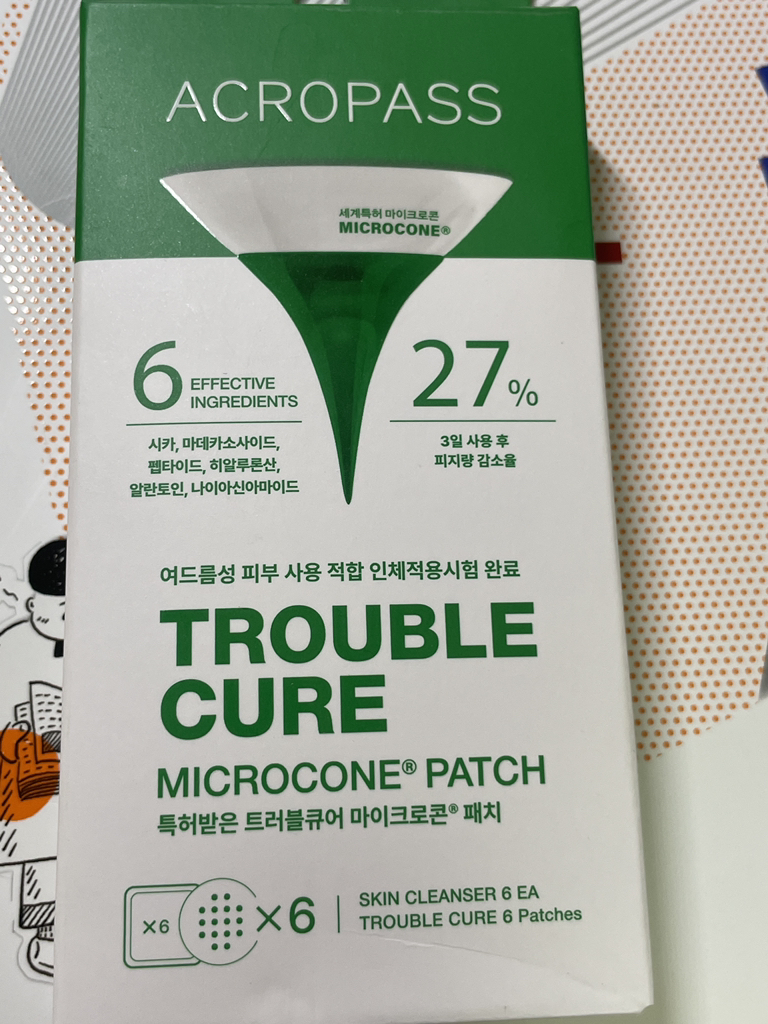 ACROPASS
세계특허 마이크로콘
MICROCONE®
6 EFFECTIVE
INGREDIENTS
시카, 마데카소사이드,
펩타이드, 히알루론산,
알란토인, 나이아신아마이드
27%
3일 사용 후
피지량 감소율
여드름성 피부 사용 적합 인체적용시험 완료
TROUBLE
CURE
MICROCONE® PATCH
특허받은 트러블큐어 마이크로콘® 패치
×6
×6
SKIN CLEANSER 6 EA
TROUBLE CURE 6 Patches